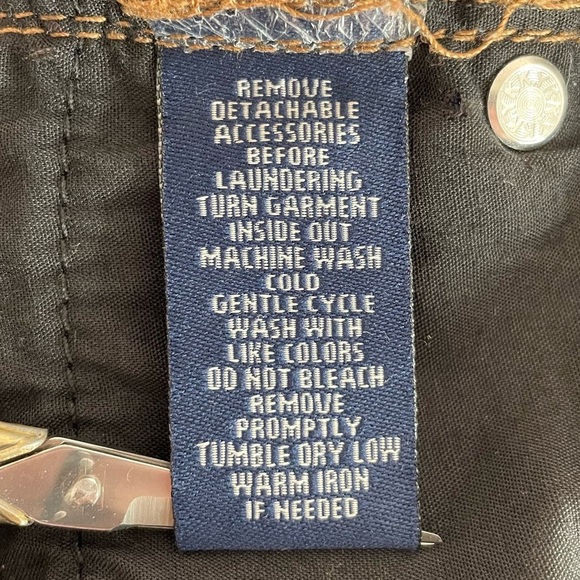 REMOVE
DETACHABLE
ACCESSORIES
BEFORE
LAUNDERING
TURN GARMENT
INSIDE OUT
MACHINE WASH
COLD
GENTLE CYCLE
WASH WITH
LIKE COLORS
DO NOT BLEACH
REMOVE
PROMPTLY
TUMBLE DRY LOW
WARM IRON
IF NEEDED